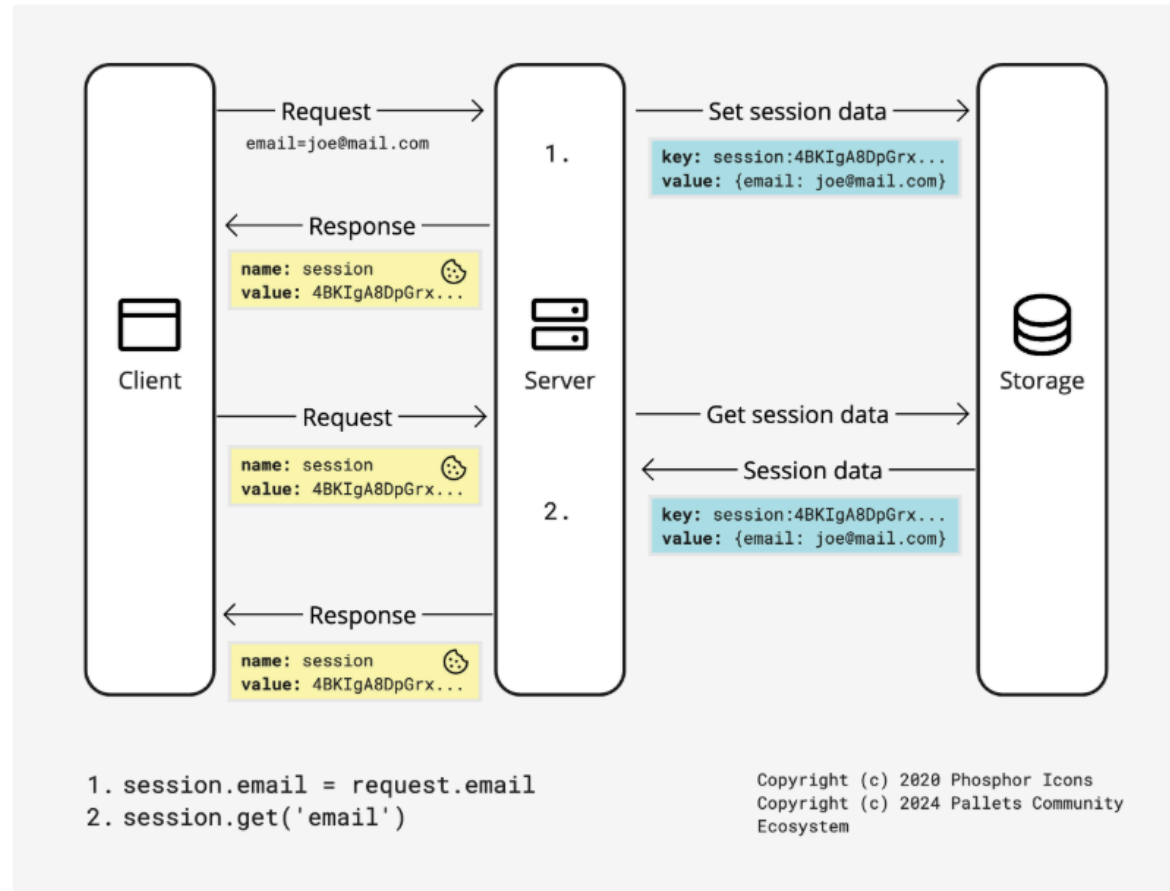 Request
email=joe@mail.com
1.
Set session data
key: session:4BKIgA8DpGrx...
value: {email: joe@mail.com}
Response
name: session
value: 4BKIgA8DpGrx...
Client
Server
Storage
Request
name: session
value: 4BKIgA8DpGrx...
2.
Get session data
Session data
key: session:4BKIgA8DpGrx...
value: {email: joe@mail.com}
Response
name: session
value: 4BKIgA8DpGrx...
1. session.email = request.email
2. session.get('email')
Copyright (c) 2020 Phosphor Icons
Copyright (c) 2024 Pallets Community
Ecosystem